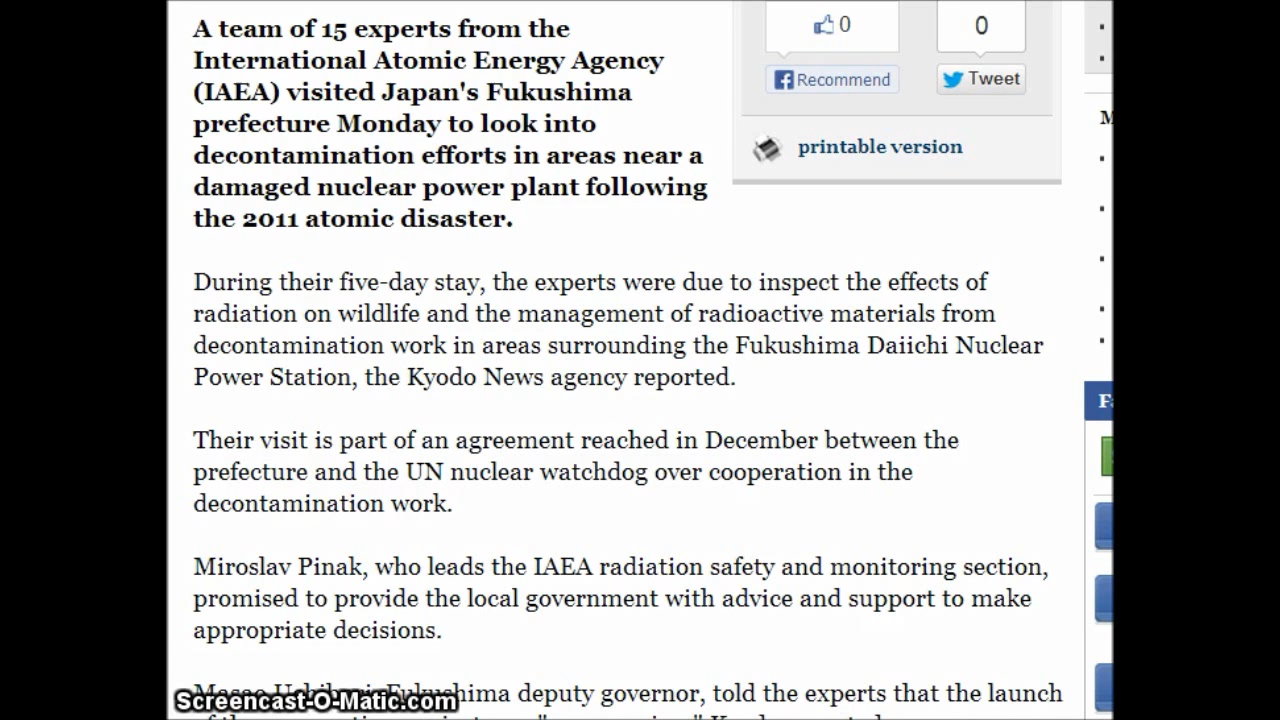 A team of 15 experts from the
International Atomic Energy Agency
(IAEA) visited Japan's Fukushima
prefecture Monday to look into
decontamination efforts in areas near a
damaged nuclear power plant following
the 2011 atomic disaster.
0
0
Recommend
Tweet
printable version
During their five-day stay, the experts were due to inspect the effects of
radiation on wildlife and the management of radioactive materials from
decontamination work in areas surrounding the Fukushima Daiichi Nuclear
Power Station, the Kyodo News agency reported.
Their visit is part of an agreement reached in December between the
prefecture and the UN nuclear watchdog over cooperation in the
decontamination work.
Miroslav Pinak, who leads the IAEA radiation safety and monitoring section,
promised to provide the local government with advice and support to make
appropriate decisions.
Fukushima deputy governor, told the experts that the launch
Screencast-O-Matic.com